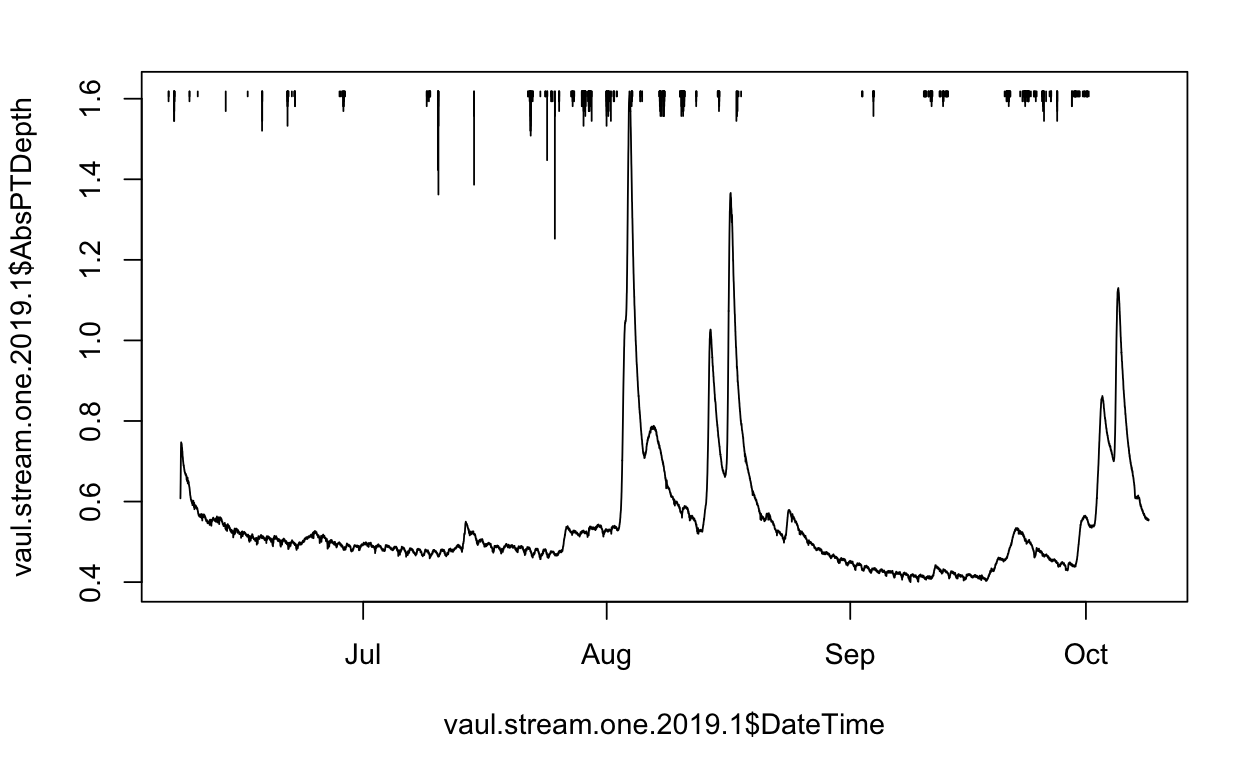 vaul.stream.one.2019.1$AbsPTDepth
1.6
1.4
1.2
1.0
0.8
0.6
0.4
Jul Aug Sep Oct
vaul.stream.one.2019.1$DateTime